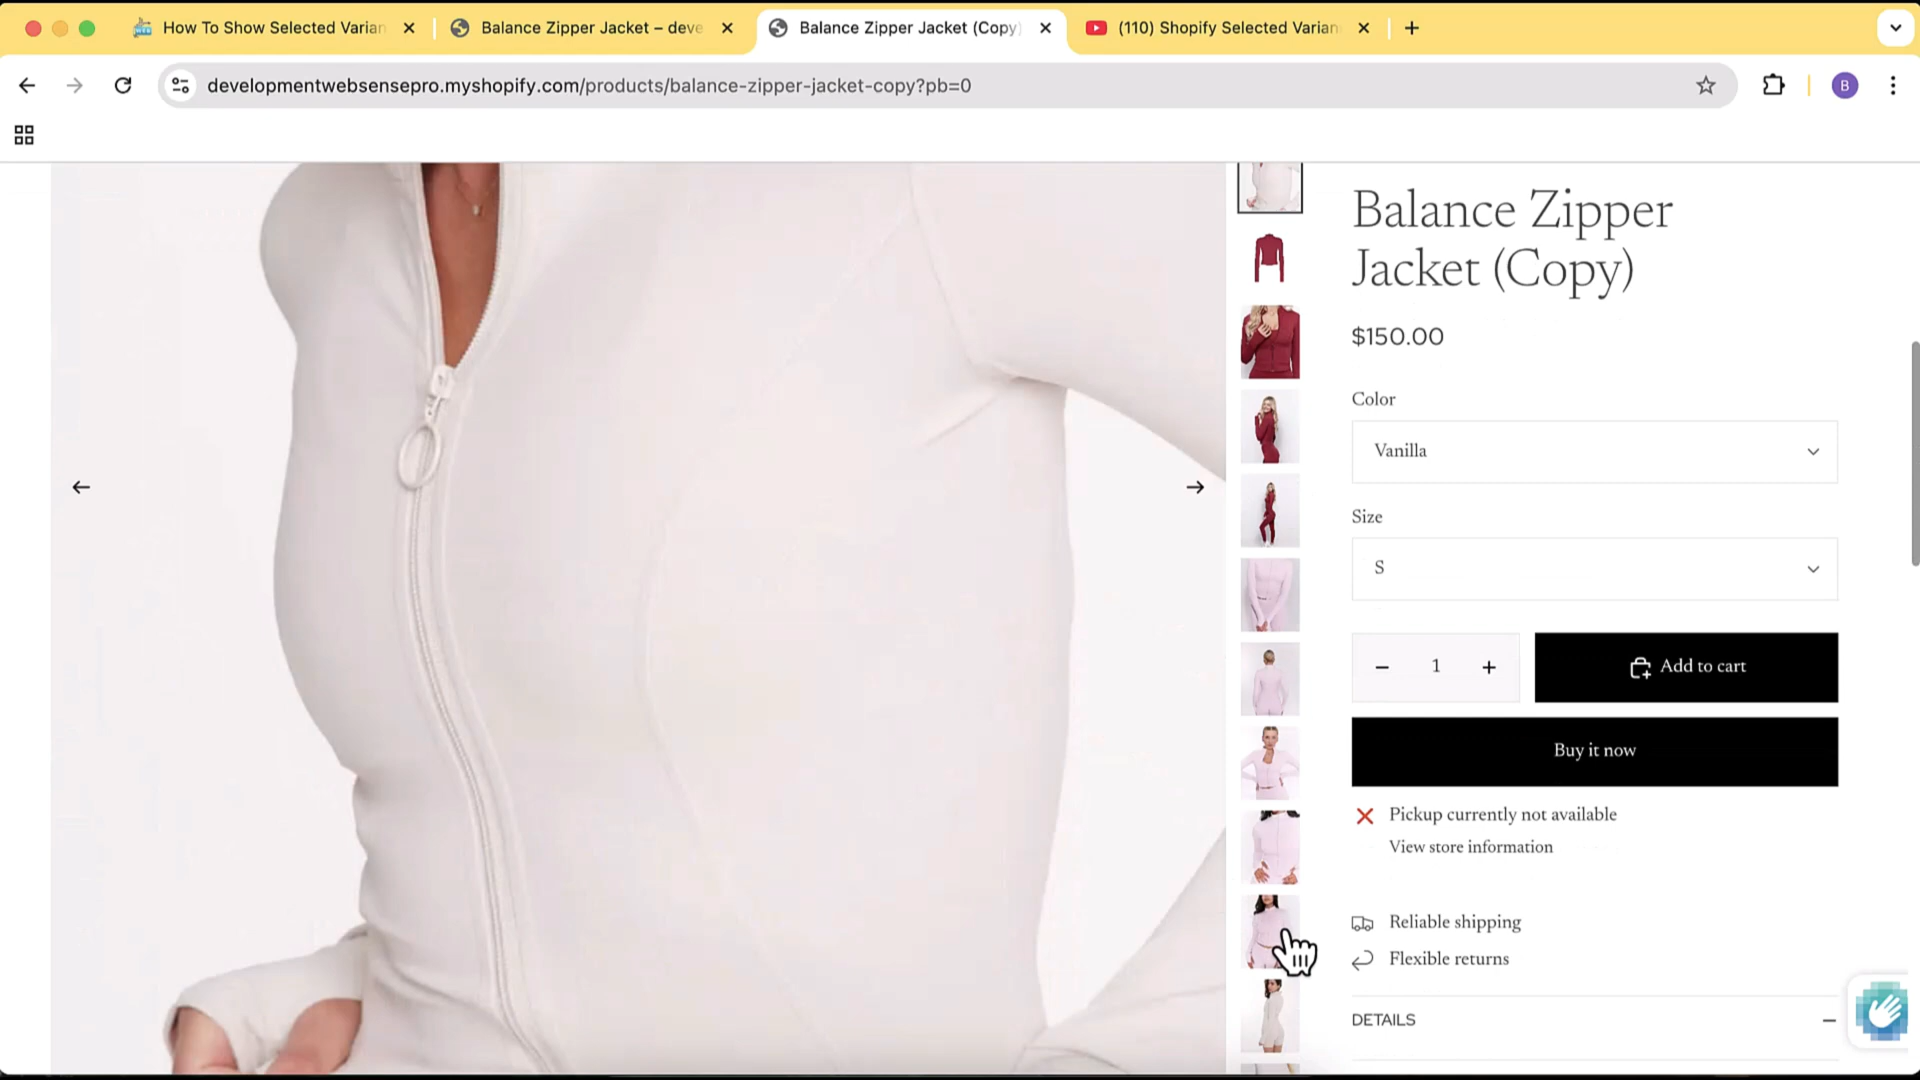 How To Show Selected Varian
Balance Zipper Jacket – deve
Balance Zipper Jacket (Copy)
(110) Shopify Selected Varian
developmentwebsensepro.myshopify.com/products/balance-zipper-jacket-copy?pb=0
B
Balance Zipper
Jacket (Copy)
$150.00
Color
Vanilla
Size
S
1
Add to cart
Buy it now
Pickup currently not available
View store information
Reliable shipping
Flexible returns
DETAILS